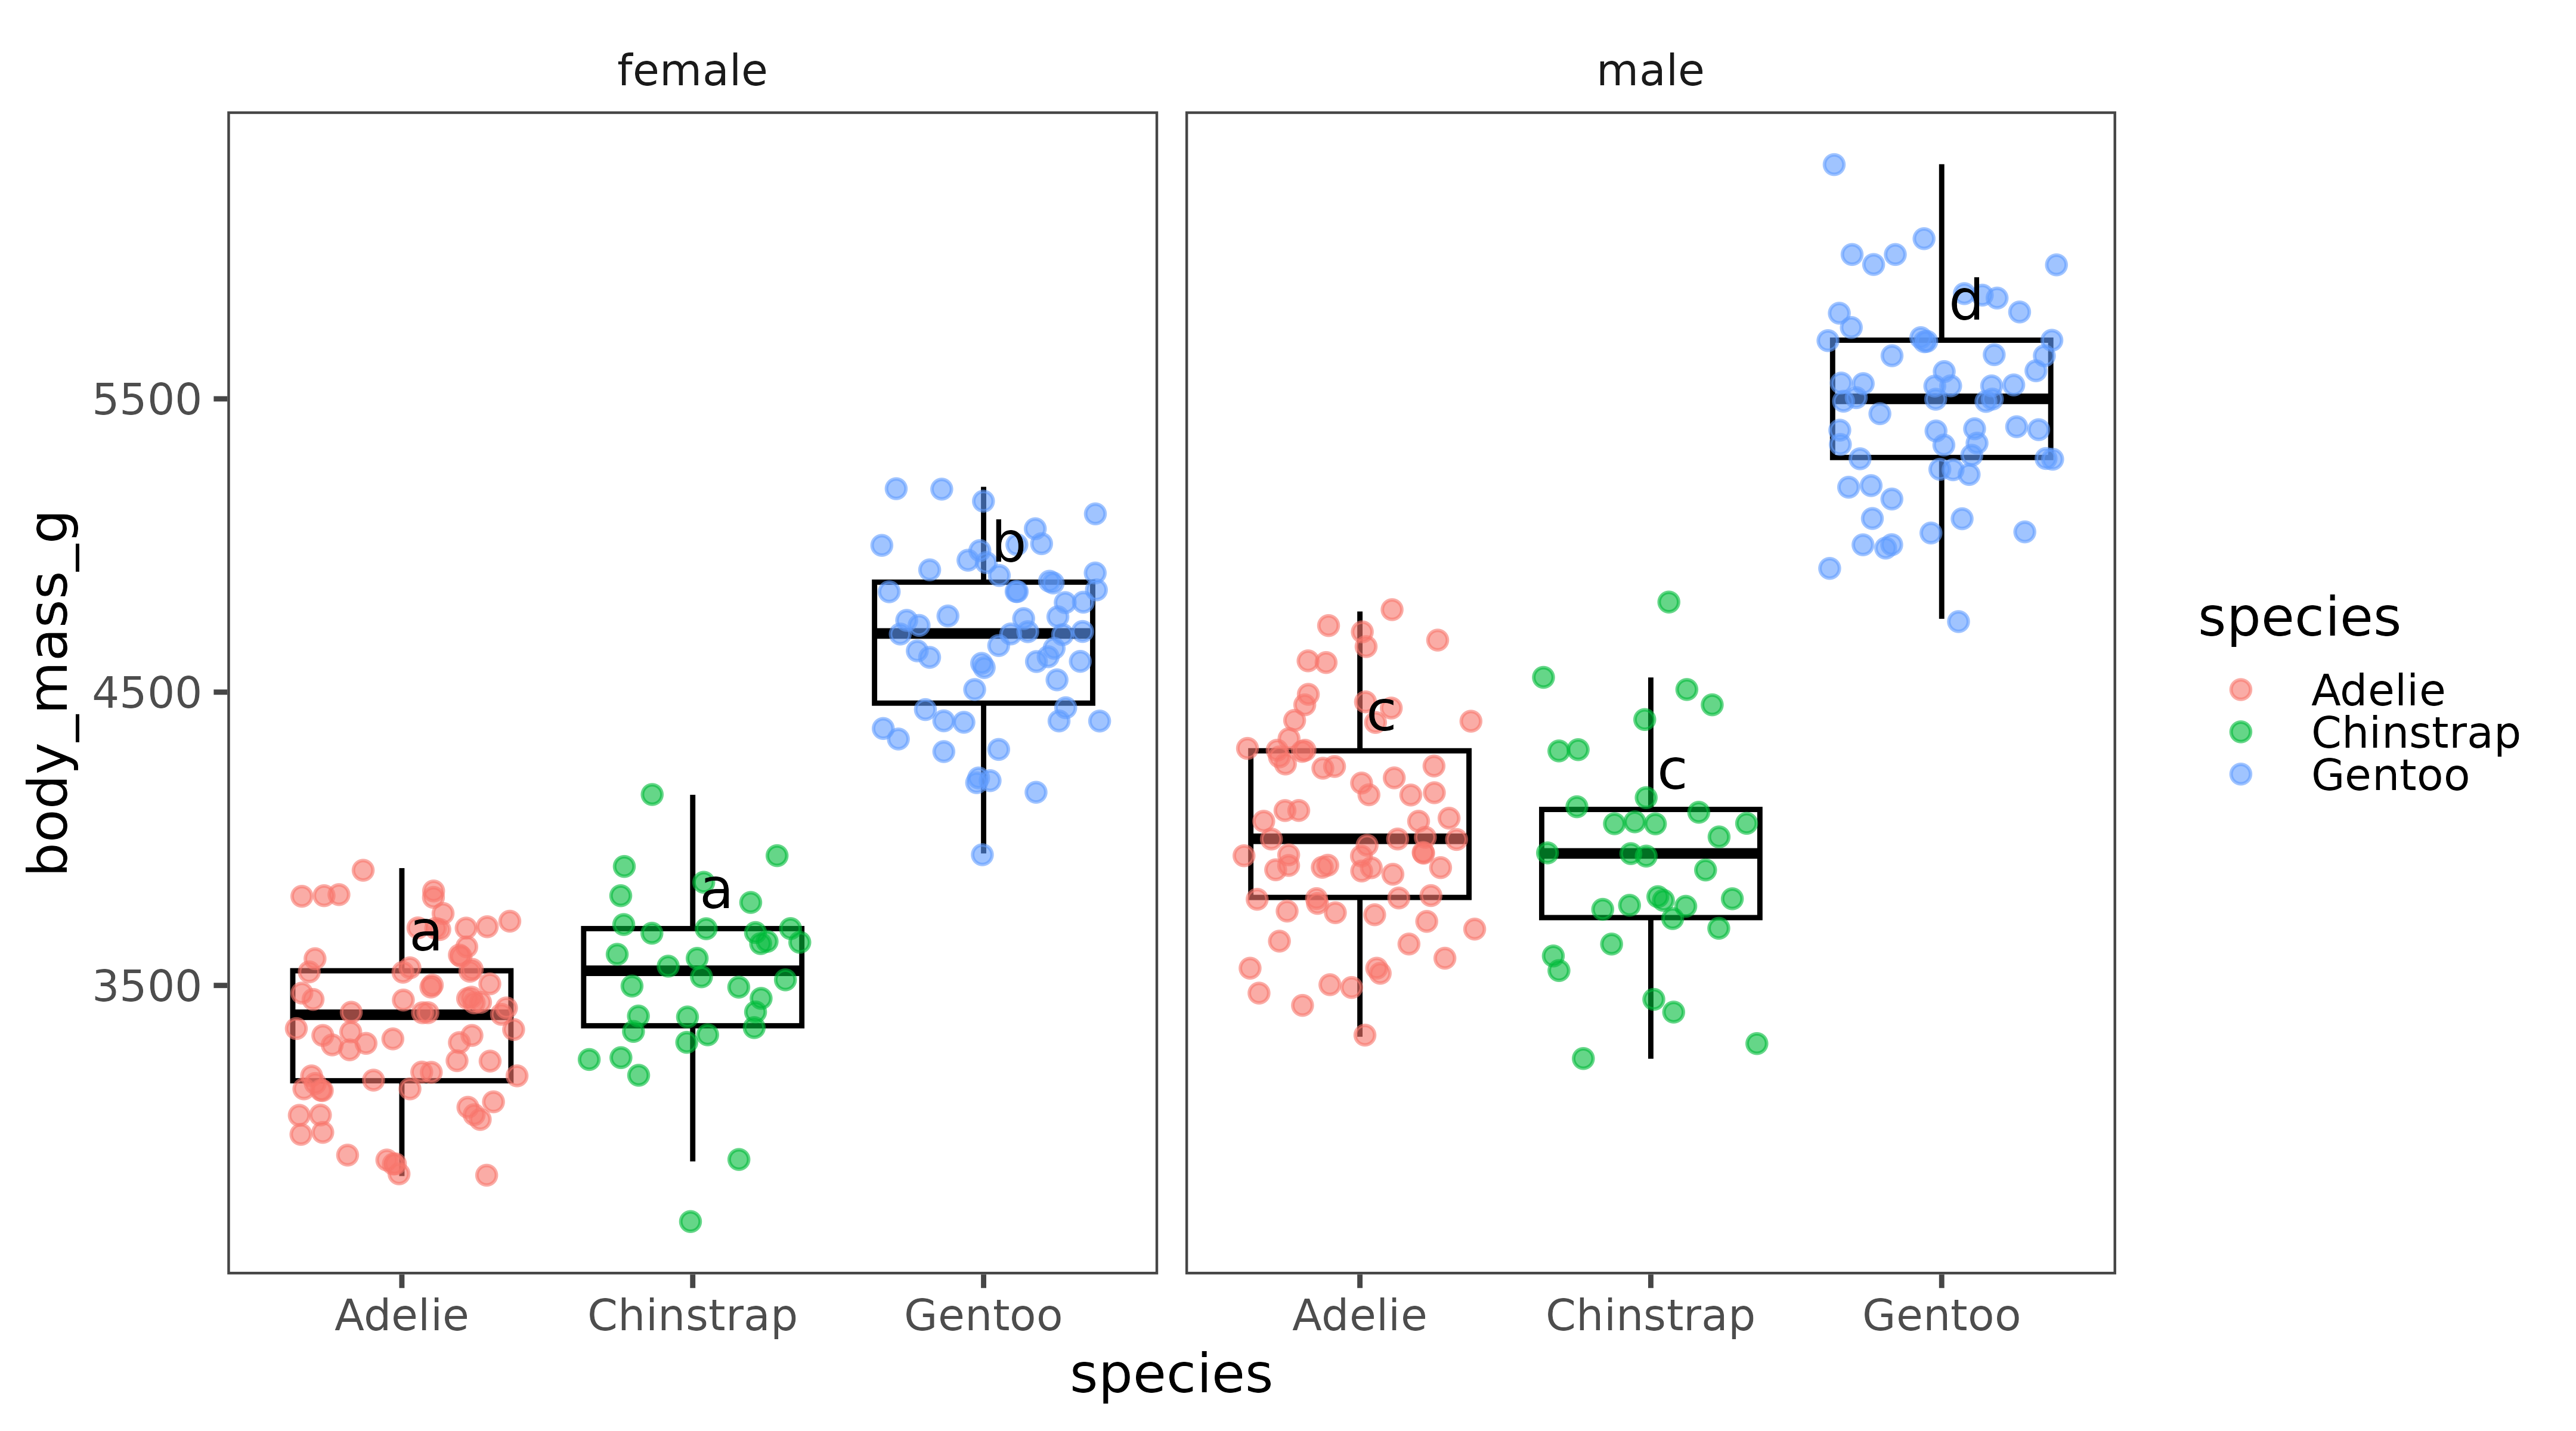 female
male
body_mass_g
5500
4500
3500
a
a
b
c
c
d
Adelie
Chinstrap
Gentoo
Adelie
Chinstrap
Gentoo
species
species
Adelie
Chinstrap
Gentoo